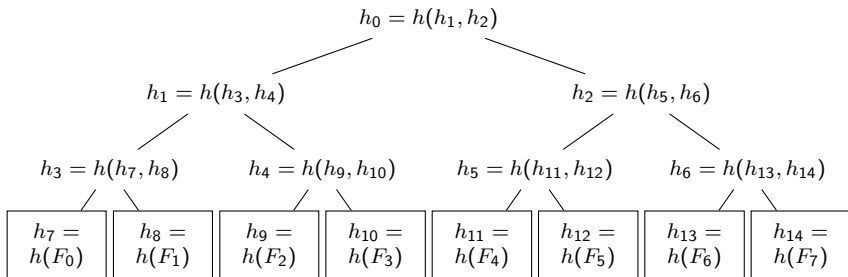 h₀ = h(h₁, h₂)
h₁ = h(h₃, h₄) h₂ = h(h₅, h₆)
h₃ = h(h₇, h₈) h₄ = h(h₉, h₁₀) h₅ = h(h₁₁, h₁₂) h₆ = h(h₁₃, h₁₄)
h₇ = h₈ = h₉ = h₁₀ = h₁₁ = h₁₂ = h₁₃ = h₁₄ =
h(F₀) h(F₁) h(F₂) h(F₃) h(F₄) h(F₅) h(F₆) h(F₇)